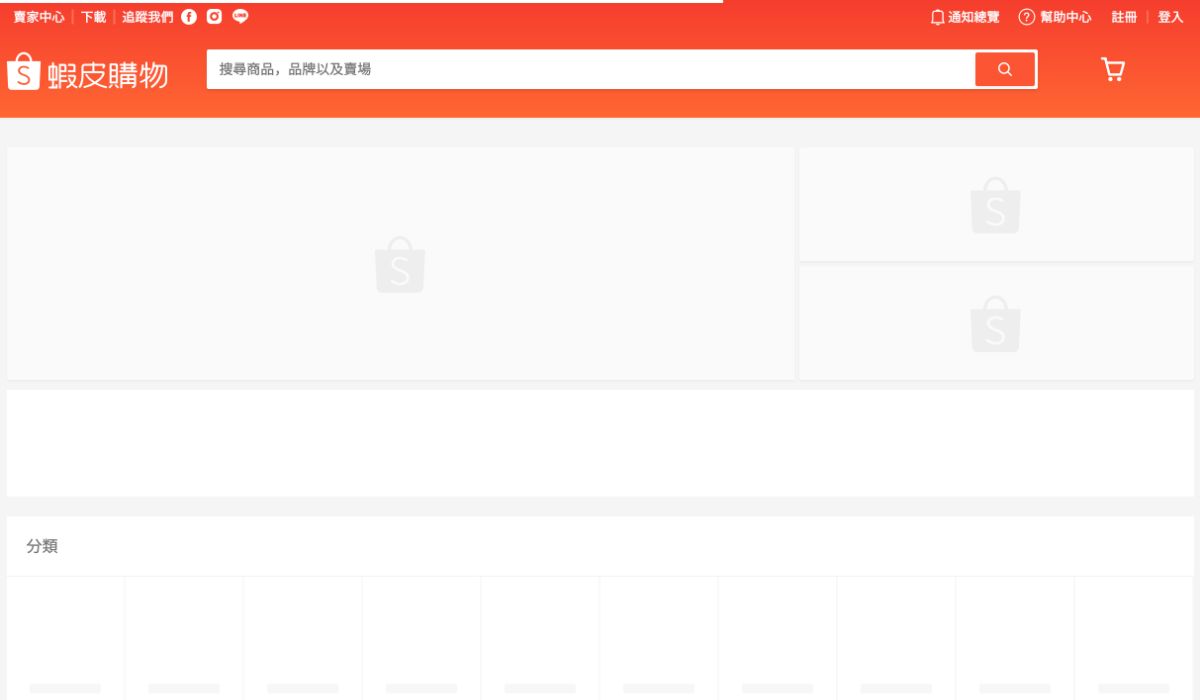 賣家中心 下載 追蹤我們 通知總覽 幫助中心 註冊 登入
蝦皮購物 搜尋商品，品牌以及賣場
分類